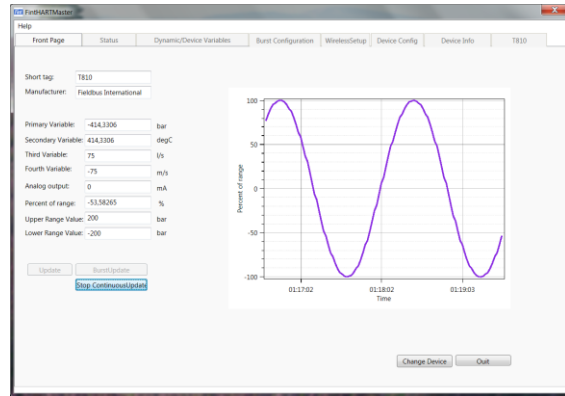 FintHARTMaster
Help
Front Page Status Dynamic/Device Variables Burst Configuration WirelessSetup Device Config Device Info T810
Short tag: T810
Manufacturer: Fieldbus International
Primary Variable: -414,3306 bar
Secondary Variable: 414,3306 degC
Third Variable: 75 l/s
Fourth Variable: -75 m/s
Analog output: 0 mA
Percent of range: -53,58265 %
Upper Range Value: 200 bar
Lower Range Value: -200 bar
Update BurstUpdate
Stop ContinuousUpdate
100
50
0
-50
-100
Percent of range
01:17:02 01:18:02 01:19:03
Time
Change Device Quit